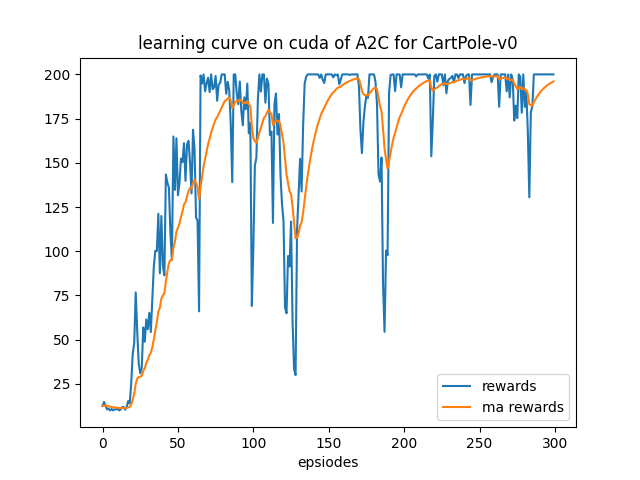 learning curve on cuda of A2C for CartPole-v0
200
175
150
125
100
75
50
25
0 50 100 150 200 250 300
epsiodes
rewards
ma rewards